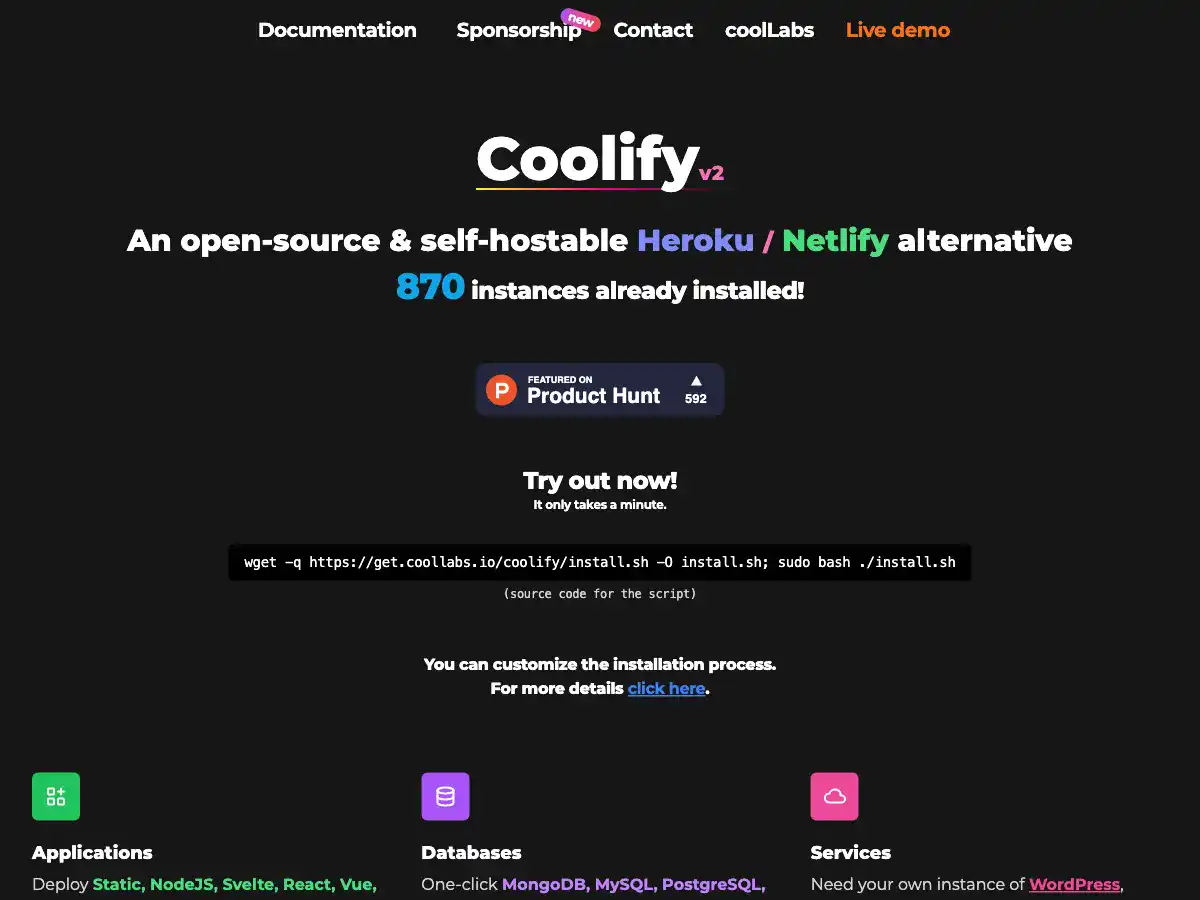 Documentation Sponsorship new Contact coolLabs Live demo
Coolify v2
An open-source & self-hostable Heroku / Netlify alternative
870 instances already installed!
P FEATURED ON Product Hunt ▲ 592
Try out now!
It only takes a minute.
wget -q https://get.coollabs.io/coolify/install.sh -O install.sh; sudo bash ./install.sh
(source code for the script)
You can customize the installation process.
For more details click here.
Applications
Deploy Static, NodeJS, Svelte, React, Vue,
Databases
One-click MongoDB, MySQL, PostgreSQL,
Services
Need your own instance of WordPress,